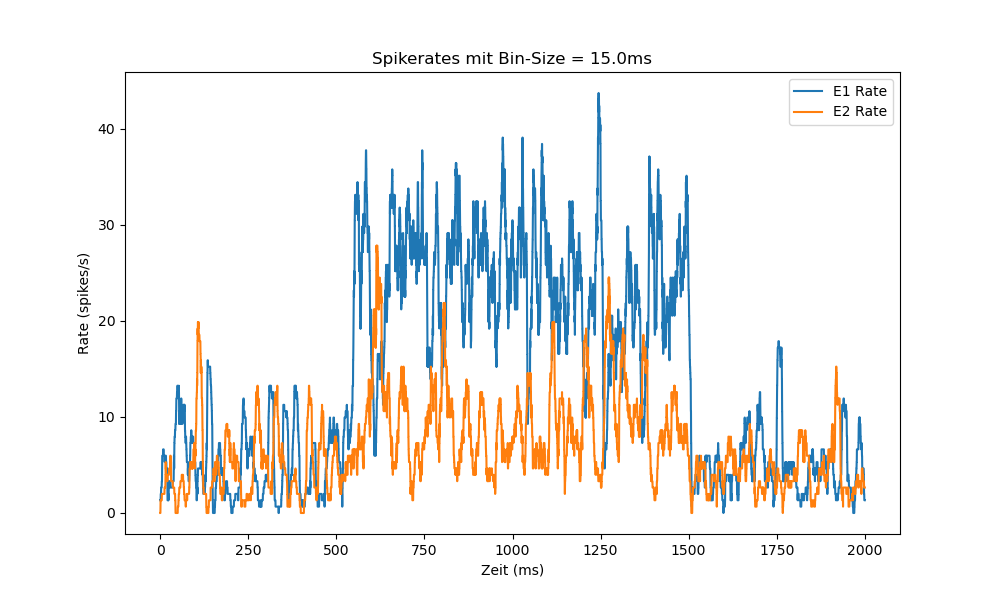 Spikerates mit Bin-Size = 15.0ms
E1 Rate
E2 Rate
40
30
20
10
0
Rate (spikes/s)
0 250 500 750 1000 1250 1500 1750 2000
Zeit (ms)